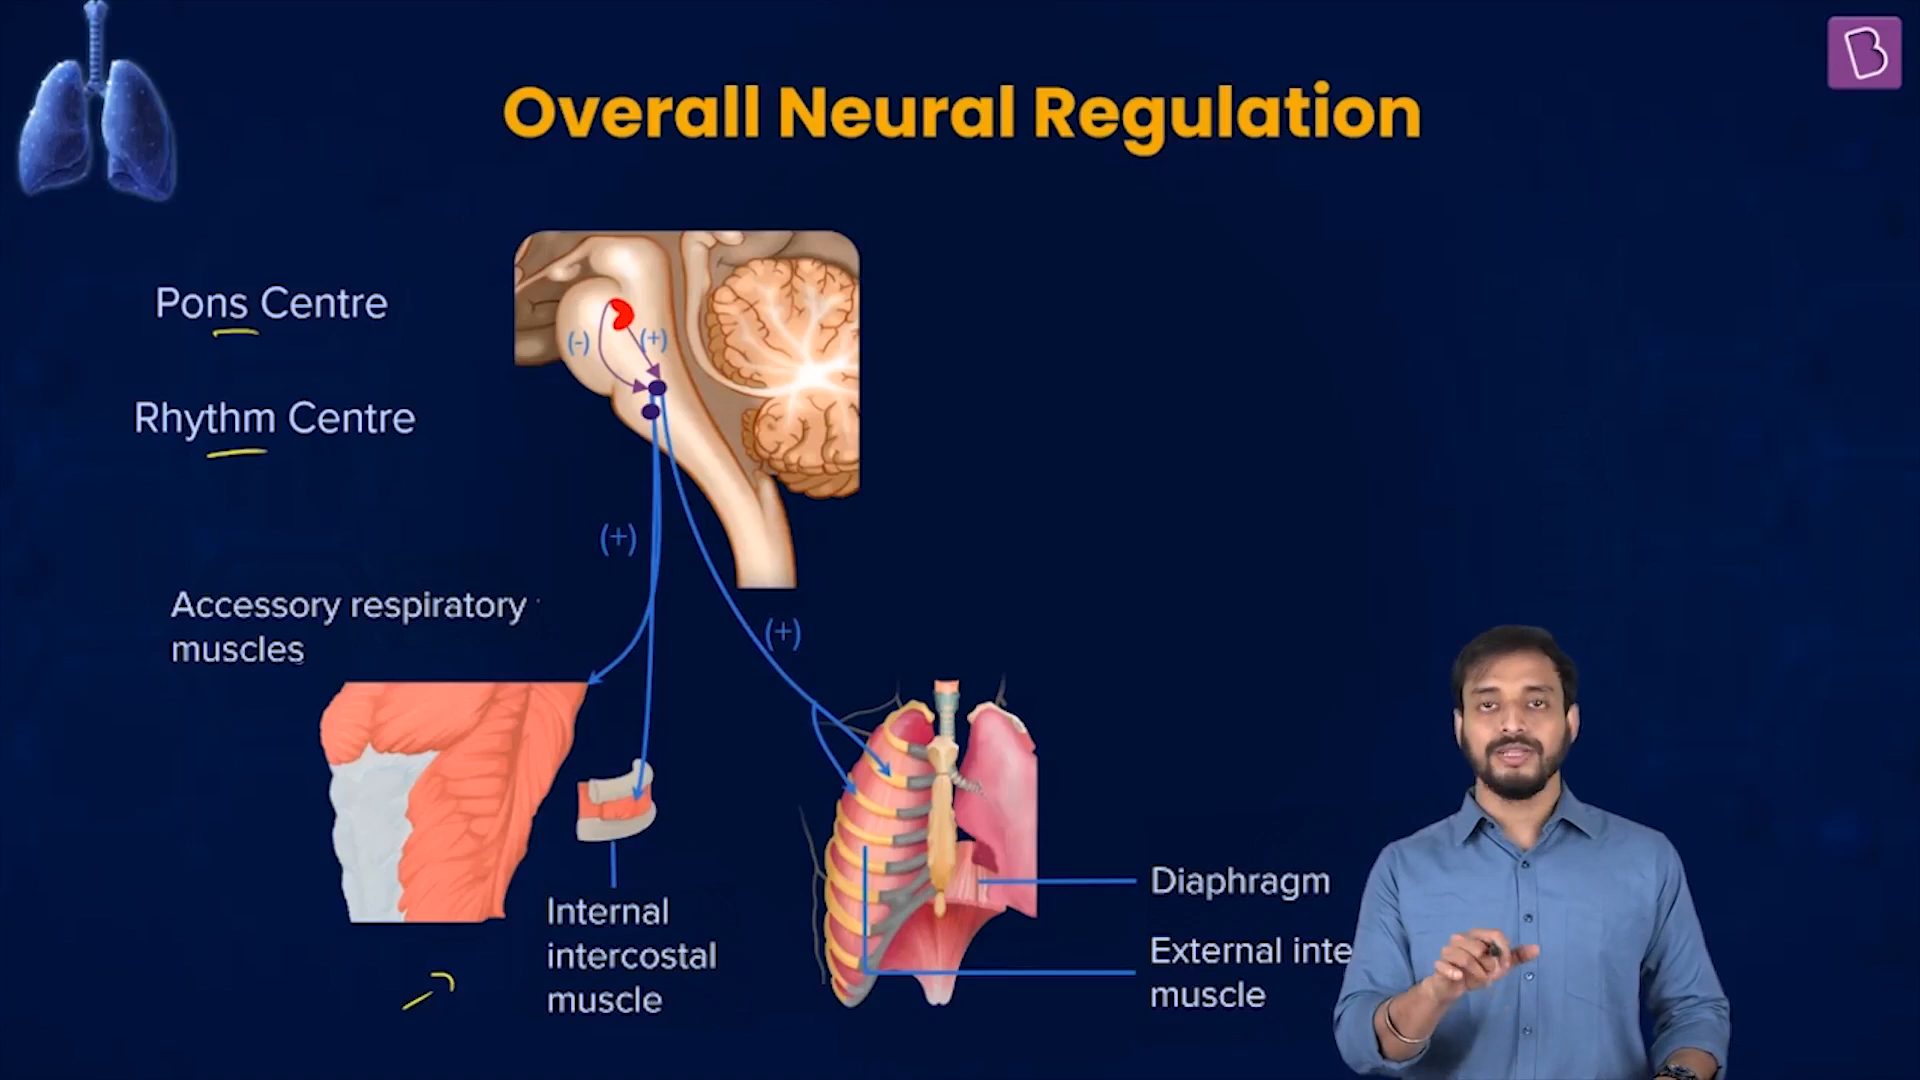 Overall Neural Regulation
Pons Centre
(-)
(+)
Rhythm Centre
(+)
Accessory respiratory
muscles
(+)
Internal
intercostal
muscle
Diaphragm
External inte
muscle